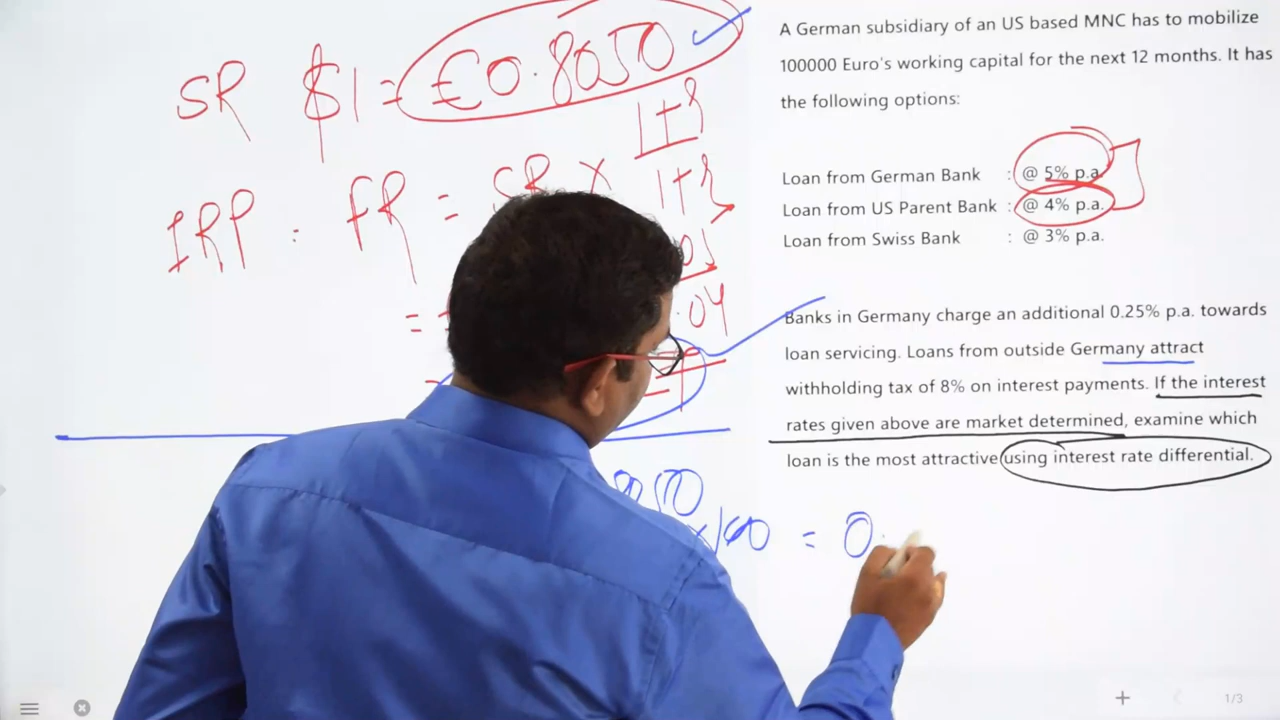 SR $1 = €0.8050
1+r
IRP : FR = SR × 1+r
=
.04
=
50
×100 = 0.
A German subsidiary of an US based MNC has to mobilize
100000 Euro's working capital for the next 12 months. It has
the following options:
Loan from German Bank : @ 5% p.a.
Loan from US Parent Bank : @ 4% p.a.
Loan from Swiss Bank : @ 3% p.a.
Banks in Germany charge an additional 0.25% p.a. towards
loan servicing. Loans from outside Germany attract
withholding tax of 8% on interest payments. If the interest
rates given above are market determined, examine which
loan is the most attractive using interest rate differential.
1/3